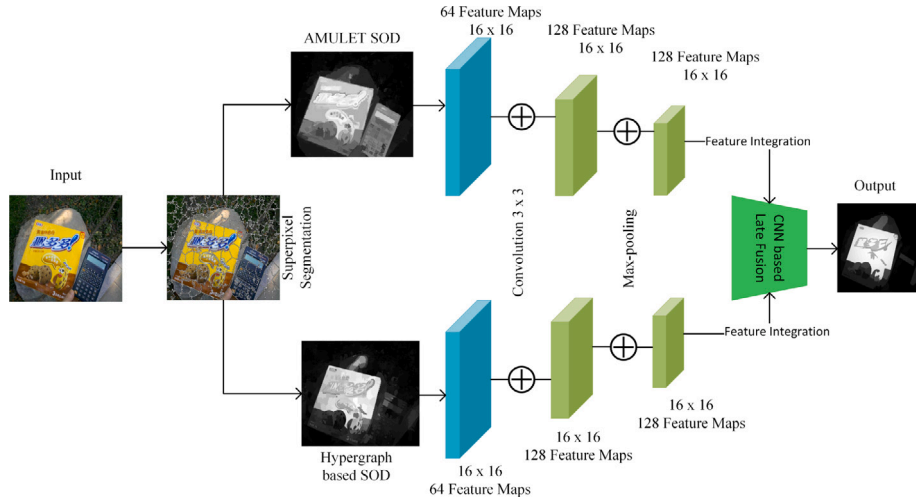 64 Feature Maps
16 x 16
AMULET SOD
128 Feature Maps
16 x 16
128 Feature Maps
16 x 16
Feature Integration
Input
Superpixel
Segmentation
Convolution 3 x 3
Max-pooling
CNN based
Late Fusion
Output
Feature Integration
Hypergraph
based SOD
16 x 16
64 Feature Maps
16 x 16
128 Feature Maps
16 x 16
128 Feature Maps